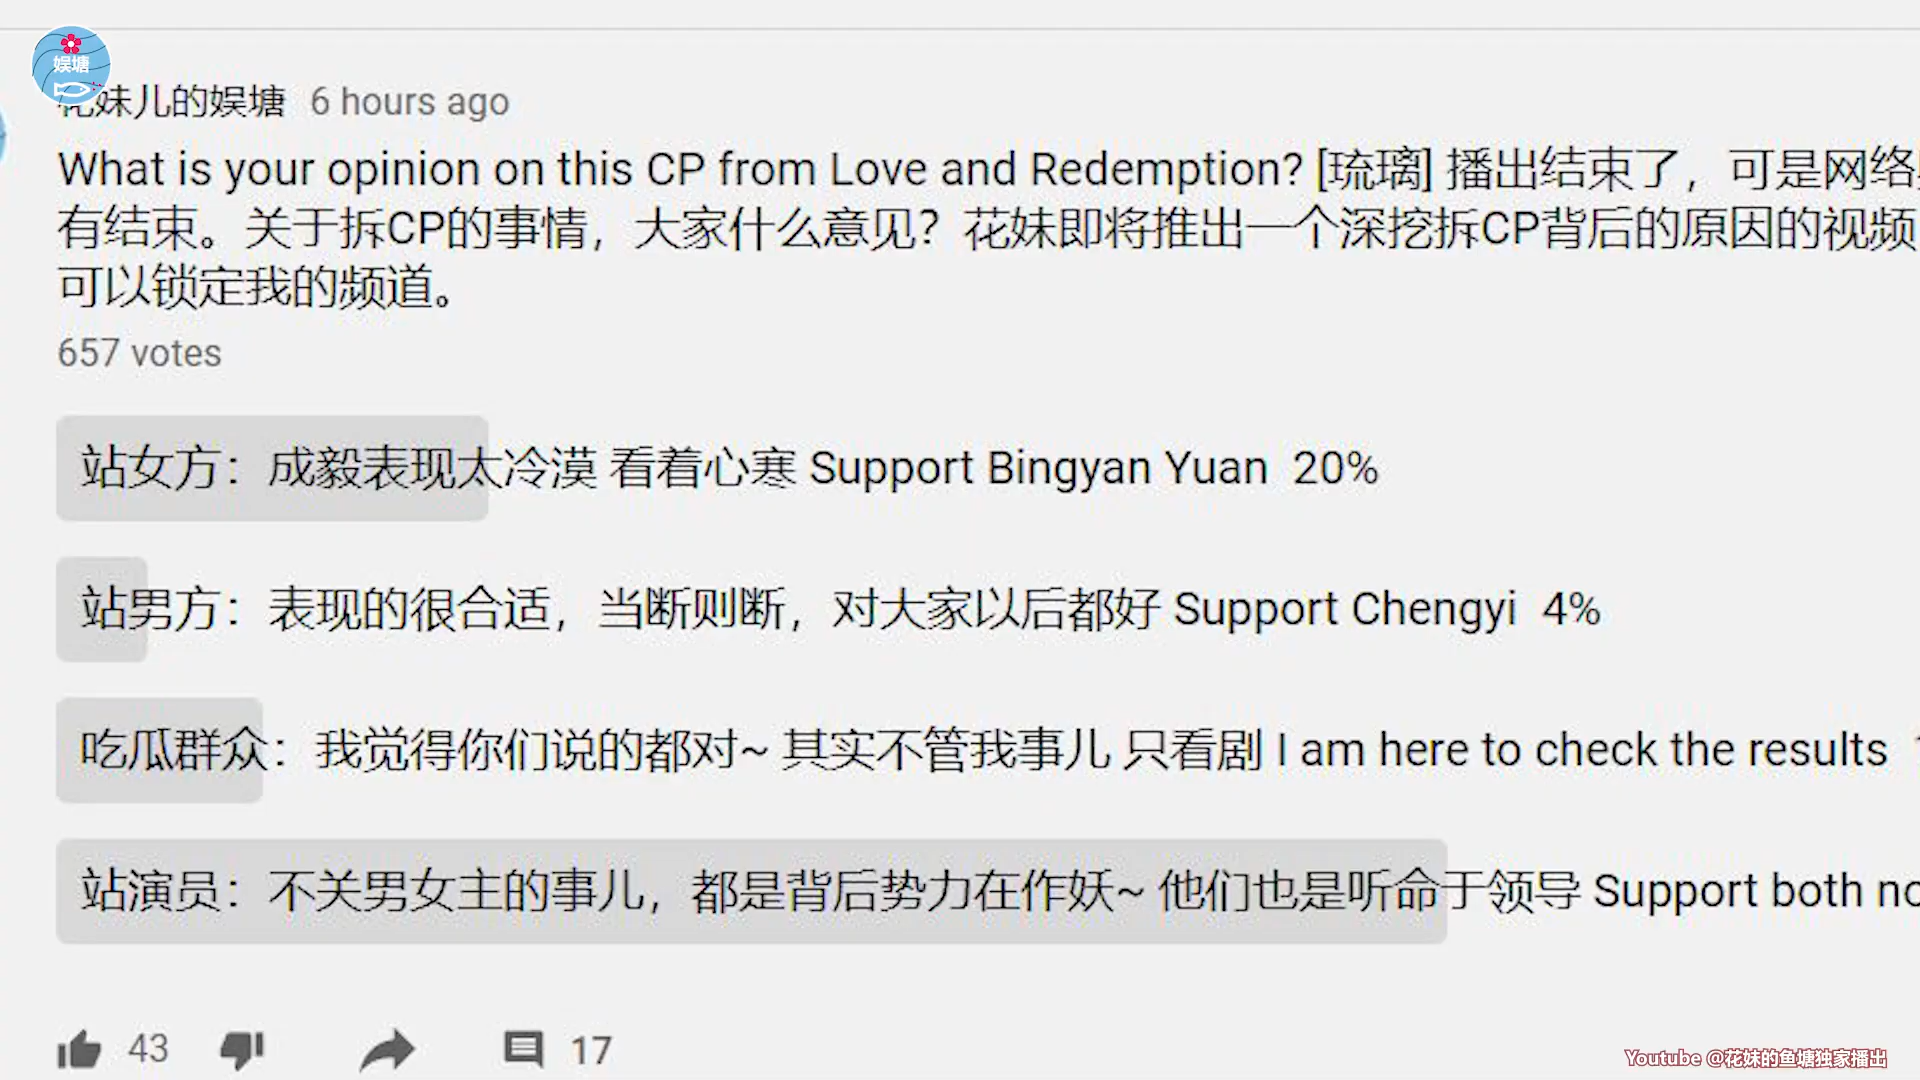 娱塘
花妹儿的娱塘 6 hours ago
What is your opinion on this CP from Love and Redemption? [琉璃] 播出结束了，可是网络
有结束。关于拆CP的事情，大家什么意见？花妹即将推出一个深挖拆CP背后的原因的视频
可以锁定我的频道。
657 votes
站女方：成毅表现太冷漠 看着心寒 Support Bingyan Yuan 20%
站男方：表现的很合适，当断则断，对大家以后都好 Support Chengyi 4%
吃瓜群众：我觉得你们说的都对~ 其实不管我事儿 只看剧 I am here to check the results
站演员：不关男女主的事儿，都是背后势力在作妖~ 他们也是听命于领导 Support both no
43 17
Youtube @花妹的鱼塘独家播出